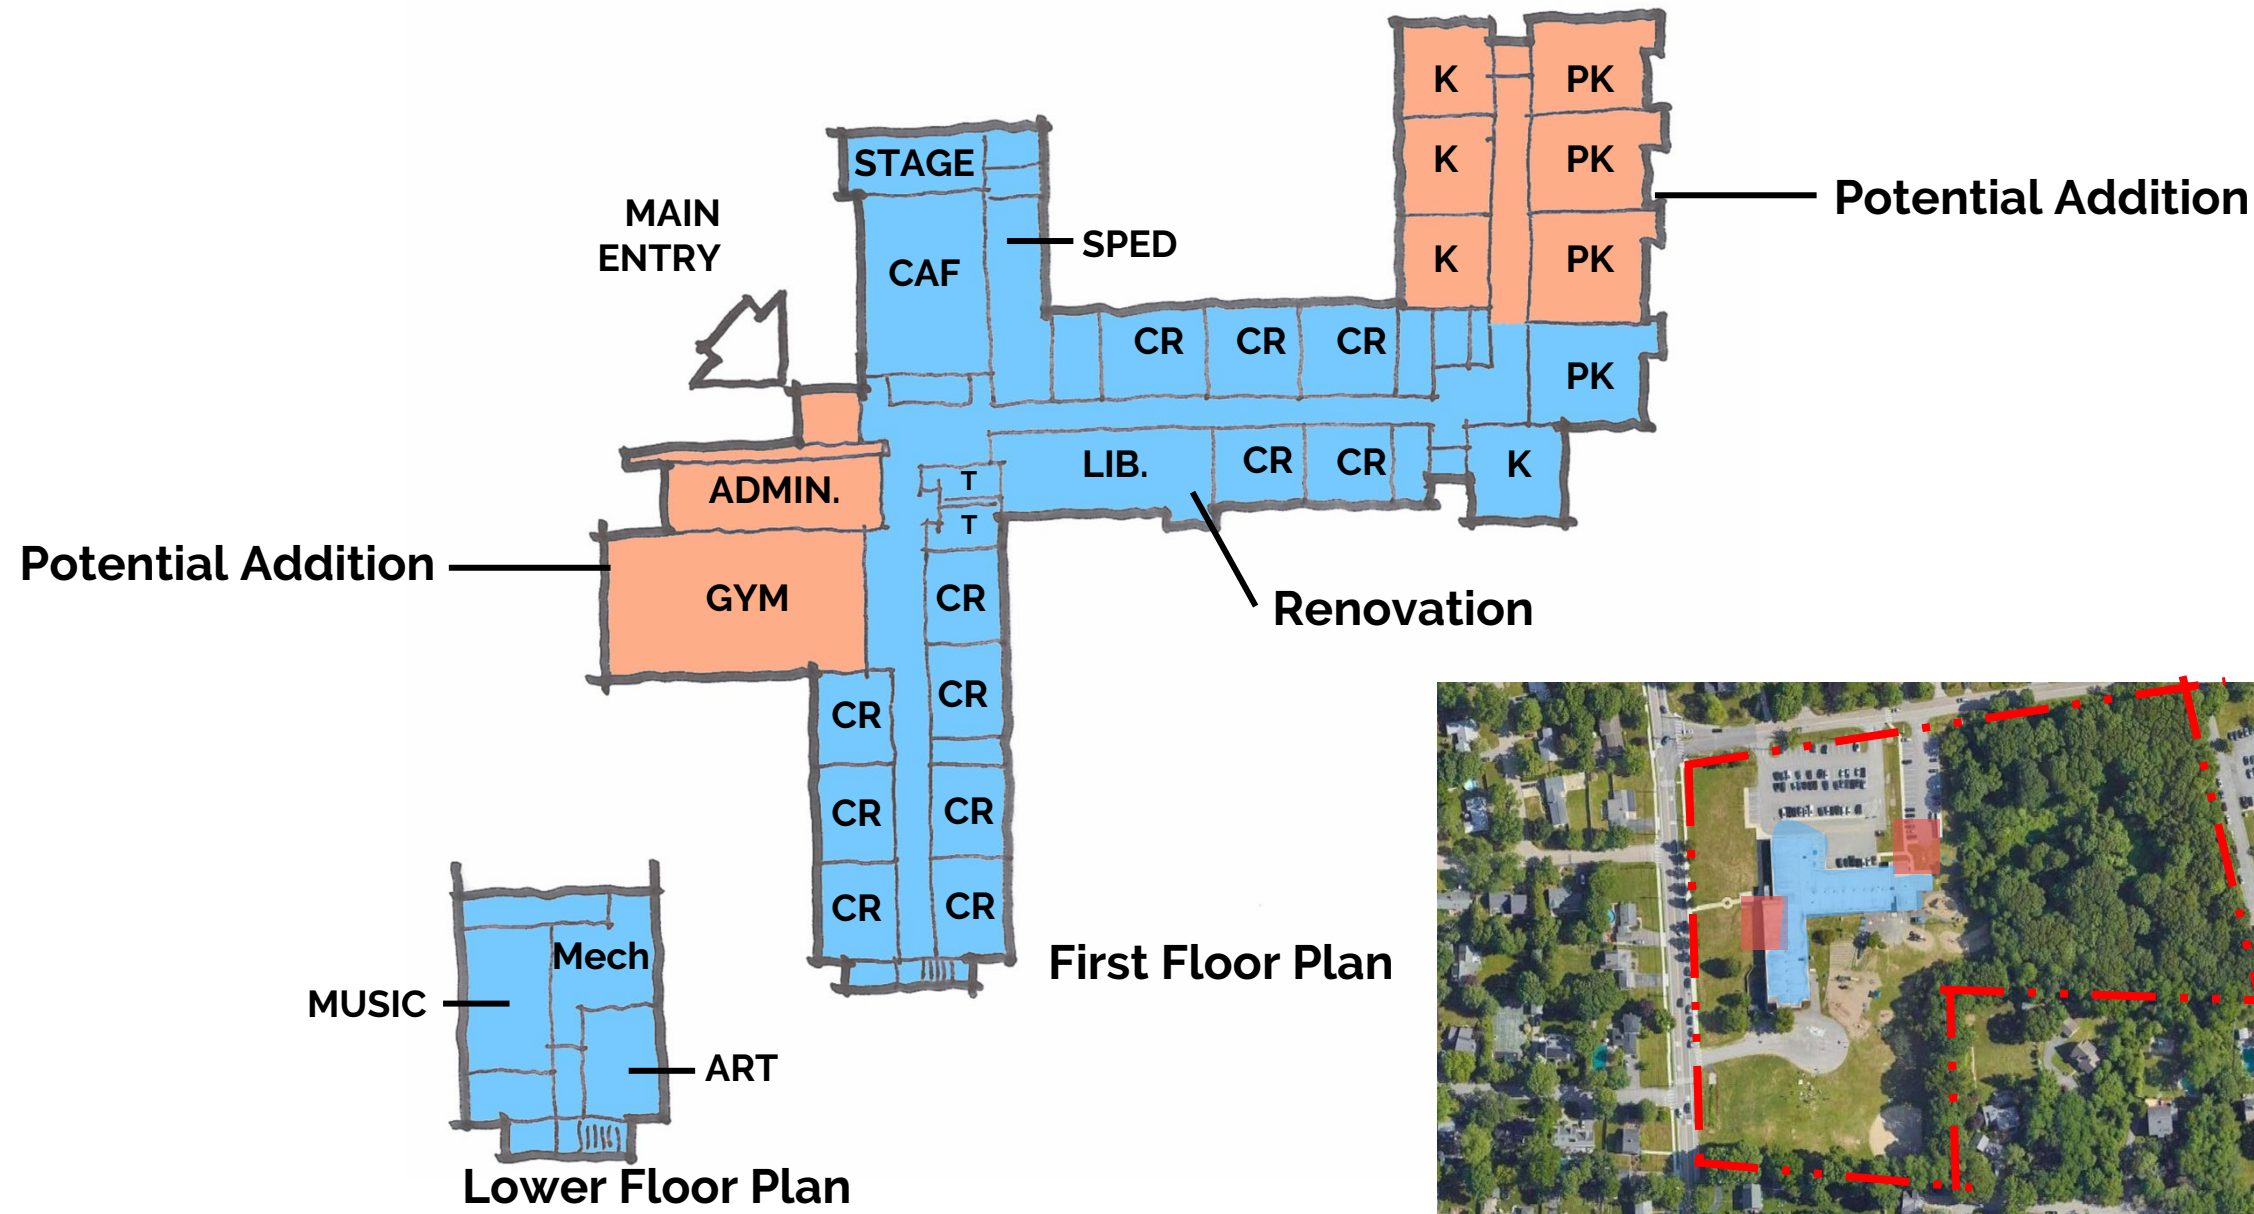 K
PK
STAGE
K
PK
Potential Addition
MAIN
ENTRY
SPED
CAF
K
PK
CR
CR
CR
PK
ADMIN.
T
LIB.
CR
CR
K
T
Potential Addition
GYM
CR
Renovation
CR
CR
CR
CR
CR
CR
First Floor Plan
Mech
MUSIC
ART
Lower Floor Plan